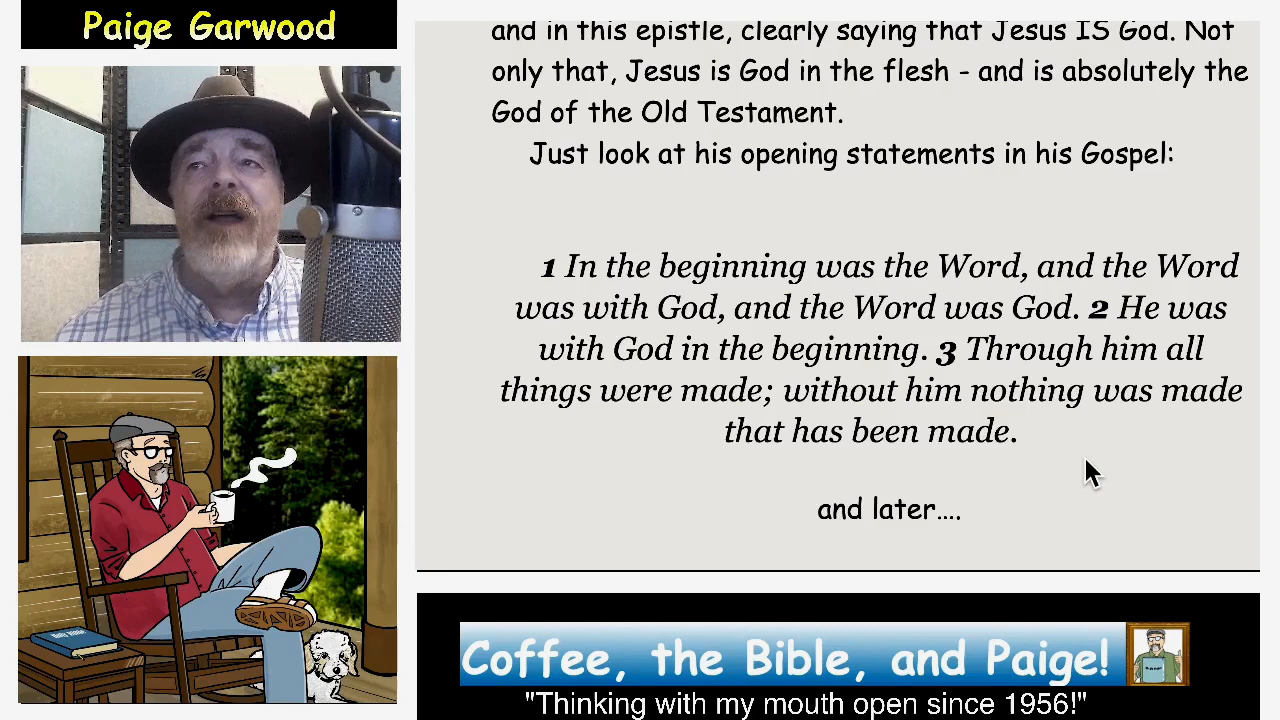 Paige Garwood
and in this epistle, clearly saying that Jesus IS God. Not
only that, Jesus is God in the flesh - and is absolutely the
God of the Old Testament.
Just look at his opening statements in his Gospel:
1 In the beginning was the Word, and the Word
was with God, and the Word was God. 2 He was
with God in the beginning. 3 Through him all
things were made; without him nothing was made
that has been made.
and later....
Coffee, the Bible, and Paige!
"Thinking with my mouth open since 1956!"